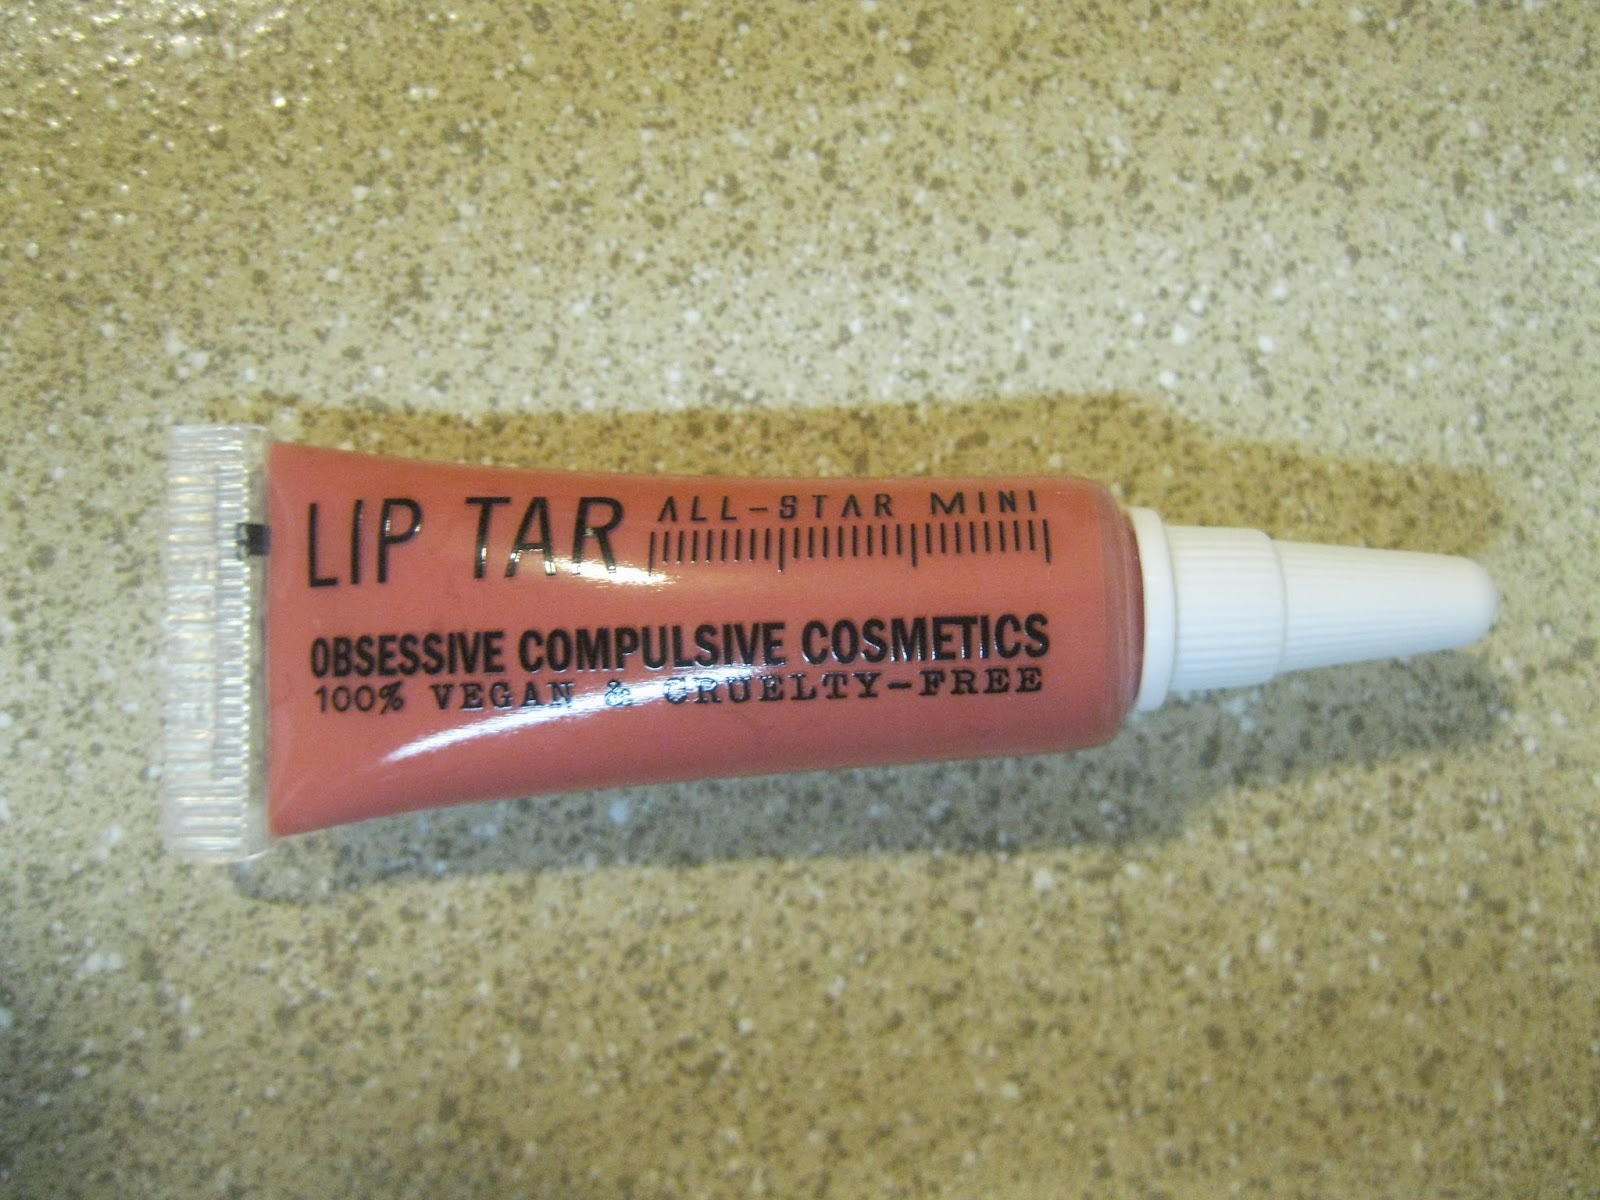 LIP TAR ALL-STAR MINI
OBSESSIVE COMPULSIVE COSMETICS
100% VEGAN & CRUELTY-FREE